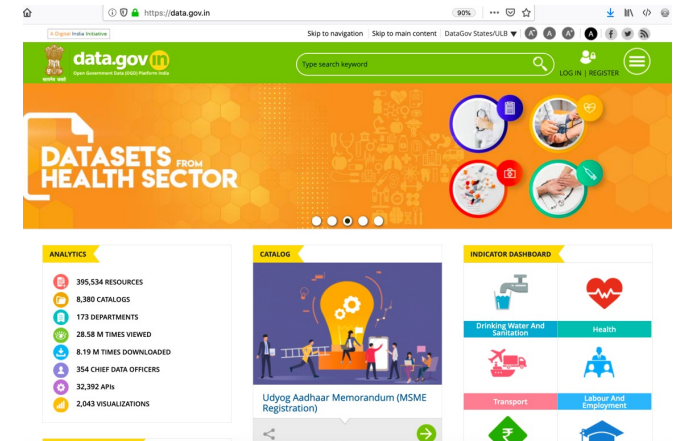 https://data.gov.in
90%
A Digital India Initiative
Skip to navigation
Skip to main content
DataGov States/ULB
A-
A
A+
A
data.gov in
Open Government Data (OGD) Platform India
सत्यमेव जयते
Type search keyword
LOG IN | REGISTER
DATASETS FROM
HEALTH SECTOR
ANALYTICS
395,534 RESOURCES
8,380 CATALOGS
173 DEPARTMENTS
28.58 M TIMES VIEWED
8.19 M TIMES DOWNLOADED
354 CHIEF DATA OFFICERS
32,392 APIs
2,043 VISUALIZATIONS
CATALOG
Udyog Aadhaar Memorandum (MSME
Registration)
INDICATOR DASHBOARD
Drinking Water And
Sanitation
Health
Transport
Labour And
Employment
₹